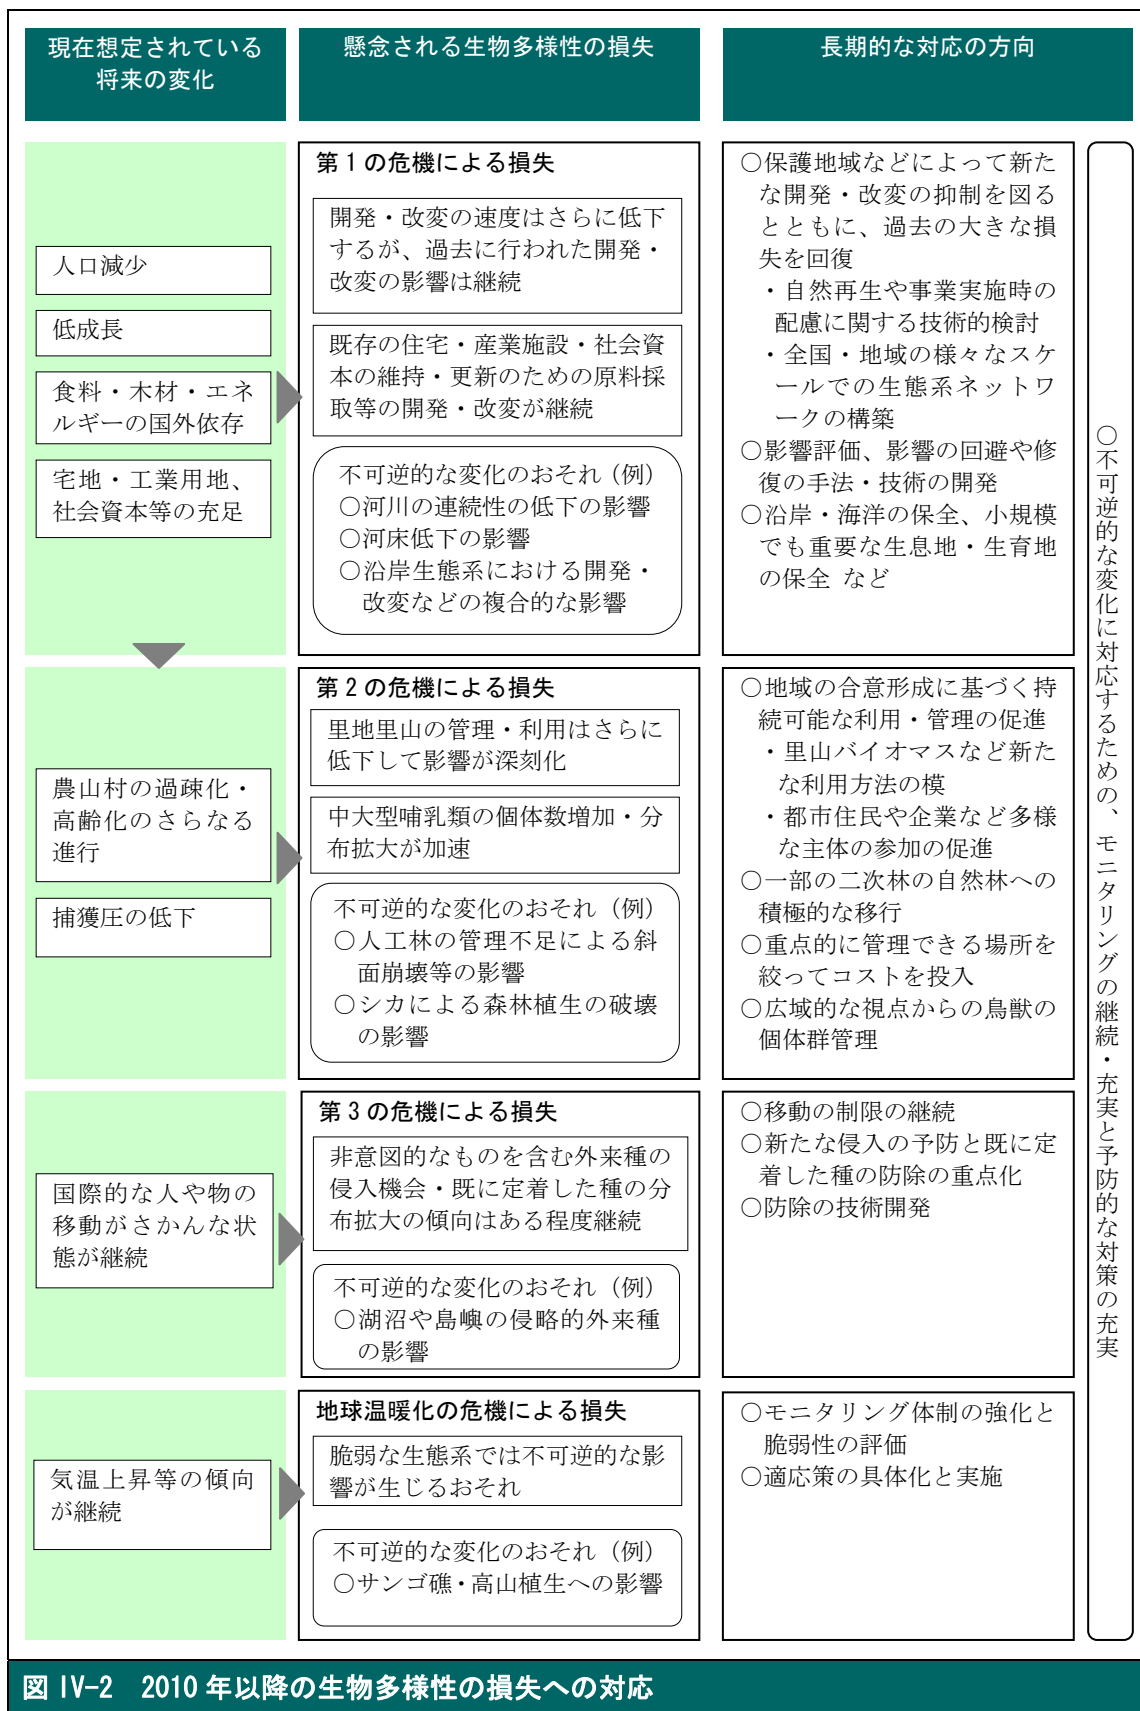 現在想定されている
将来の変化
懸念される生物多様性の損失
長期的な対応の方向
人口減少
低成長
食料・木材・エネ
ルギーの国外依存
宅地・工業用地、
社会資本等の充足
第1の危機による損失
開発・改変の速度はさらに低下
するが、過去に行われた開発・
改変の影響は継続
既存の住宅・産業施設・社会資
本の維持・更新のための原料採
取等の開発・改変が継続
不可逆的な変化のおそれ（例）
○河川の連続性の低下の影響
○河床低下の影響
○沿岸生態系における開発・
改変などの複合的な影響
○保護地域などによって新た
な開発・改変の抑制を図る
とともに、過去の大きな損
失を回復
・自然再生や事業実施時の
配慮に関する技術的検討
・全国・地域の様々なスケ
ールでの生態系ネットワ
ークの構築
○影響評価、影響の回避や修
復の手法・技術の開発
○沿岸・海洋の保全、小規模
でも重要な生息地・生育地
の保全 など
農山村の過疎化・
高齢化のさらなる
進行
捕獲圧の低下
第2の危機による損失
里地里山の管理・利用はさらに
低下して影響が深刻化
中大型哺乳類の個体数増加・分
布拡大が加速
不可逆的な変化のおそれ（例）
○人工林の管理不足による斜
面崩壊等の影響
○シカによる森林植生の破壊
の影響
○地域の合意形成に基づく持
続可能な利用・管理の促進
・里山バイオマスなど新た
な利用方法の模
・都市住民や企業など多様
な主体の参加の促進
○一部の二次林の自然林への
積極的な移行
○重点的に管理できる場所を
絞ってコストを投入
○広域的な視点からの鳥獣の
個体群管理
国際的な人や物の
移動がさかんな状
態が継続
第3の危機による損失
非意図的なものを含む外来種の
侵入機会・既に定着した種の分
布拡大の傾向はある程度継続
不可逆的な変化のおそれ（例）
○湖沼や島嶼の侵略的外来種
の影響
○移動の制限の継続
○新たな侵入の予防と既に定
着した種の防除の重点化
○防除の技術開発
気温上昇等の傾向
が継続
地球温暖化の危機による損失
脆弱な生態系では不可逆的な影
響が生じるおそれ
不可逆的な変化のおそれ（例）
○サンゴ礁・高山植生への影響
○モニタリング体制の強化と
脆弱性の評価
○適応策の具体化と実施
○不可逆的な変化に対応するための、モニタリングの継続・充実と予防的な対策の充実
図 IV-2 2010年以降の生物多様性の損失への対応